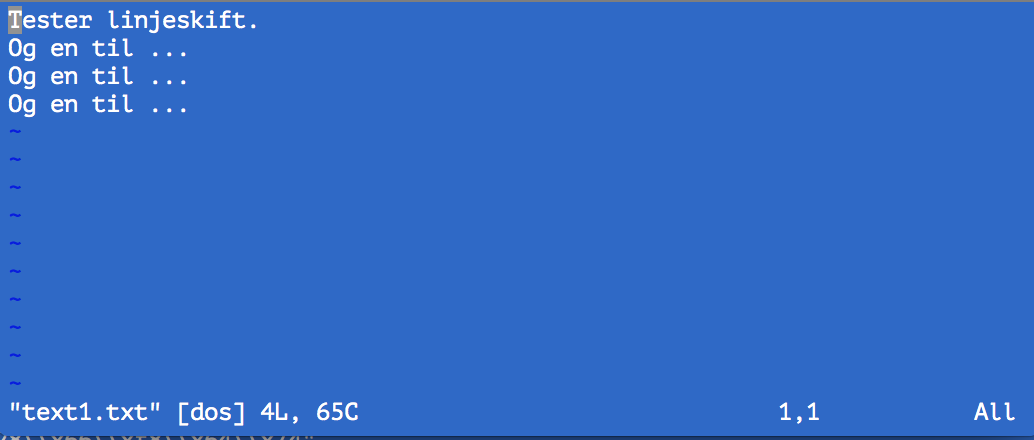 Tester linjeskift.
Og en til ...
Og en til ...
Og en til ...
~
~
~
~
~
~
~
~
~
~
"text1.txt" [dos] 4L, 65C 1,1 All